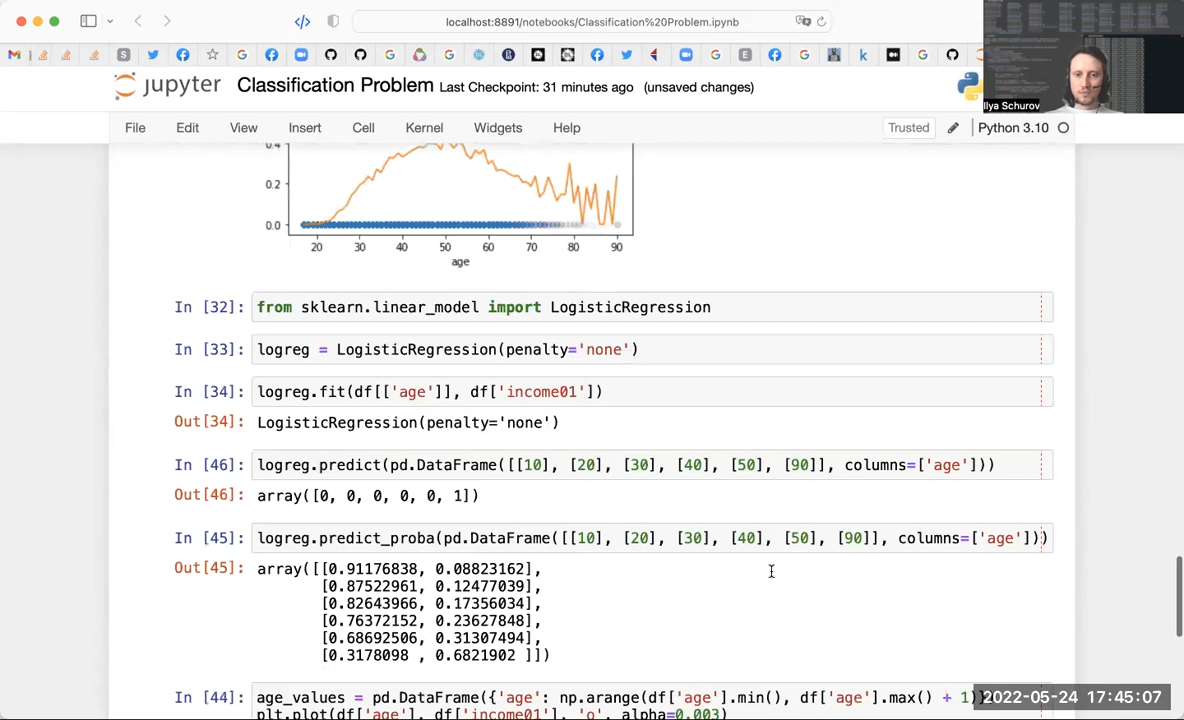 localhost:8891/notebooks/Classification%20Problem.ipynb
Ilya Schurov
jupyter Classification Problem Last Checkpoint: 31 minutes ago (unsaved changes)
File Edit View Insert Cell Kernel Widgets Help Trusted Python 3.10
0.4
0.2
0.0
20 30 40 50 60 70 80 90
age
In [32]: from sklearn.linear_model import LogisticRegression
In [33]: logreg = LogisticRegression(penalty='none')
In [34]: logreg.fit(df[['age']], df['income01'])
Out[34]: LogisticRegression(penalty='none')
In [46]: logreg.predict(pd.DataFrame([[10], [20], [30], [40], [50], [90]], columns=['age']))
Out[46]: array([0, 0, 0, 0, 0, 1])
In [45]: logreg.predict_proba(pd.DataFrame([[10], [20], [30], [40], [50], [90]], columns=['age']))
Out[45]: array([[0.91176838, 0.08823162],
[0.87522961, 0.12477039],
[0.82643966, 0.17356034],
[0.76372152, 0.23627848],
[0.68692506, 0.31307494],
[0.3178098 , 0.6821902 ]])
In [44]: age_values = pd.DataFrame({'age': np.arange(df['age'].min(), df['age'].max() + 1)}
plt.plot(df['age'], df['income01'], 'o', alpha=0.003)
2022-05-24 17:45:07